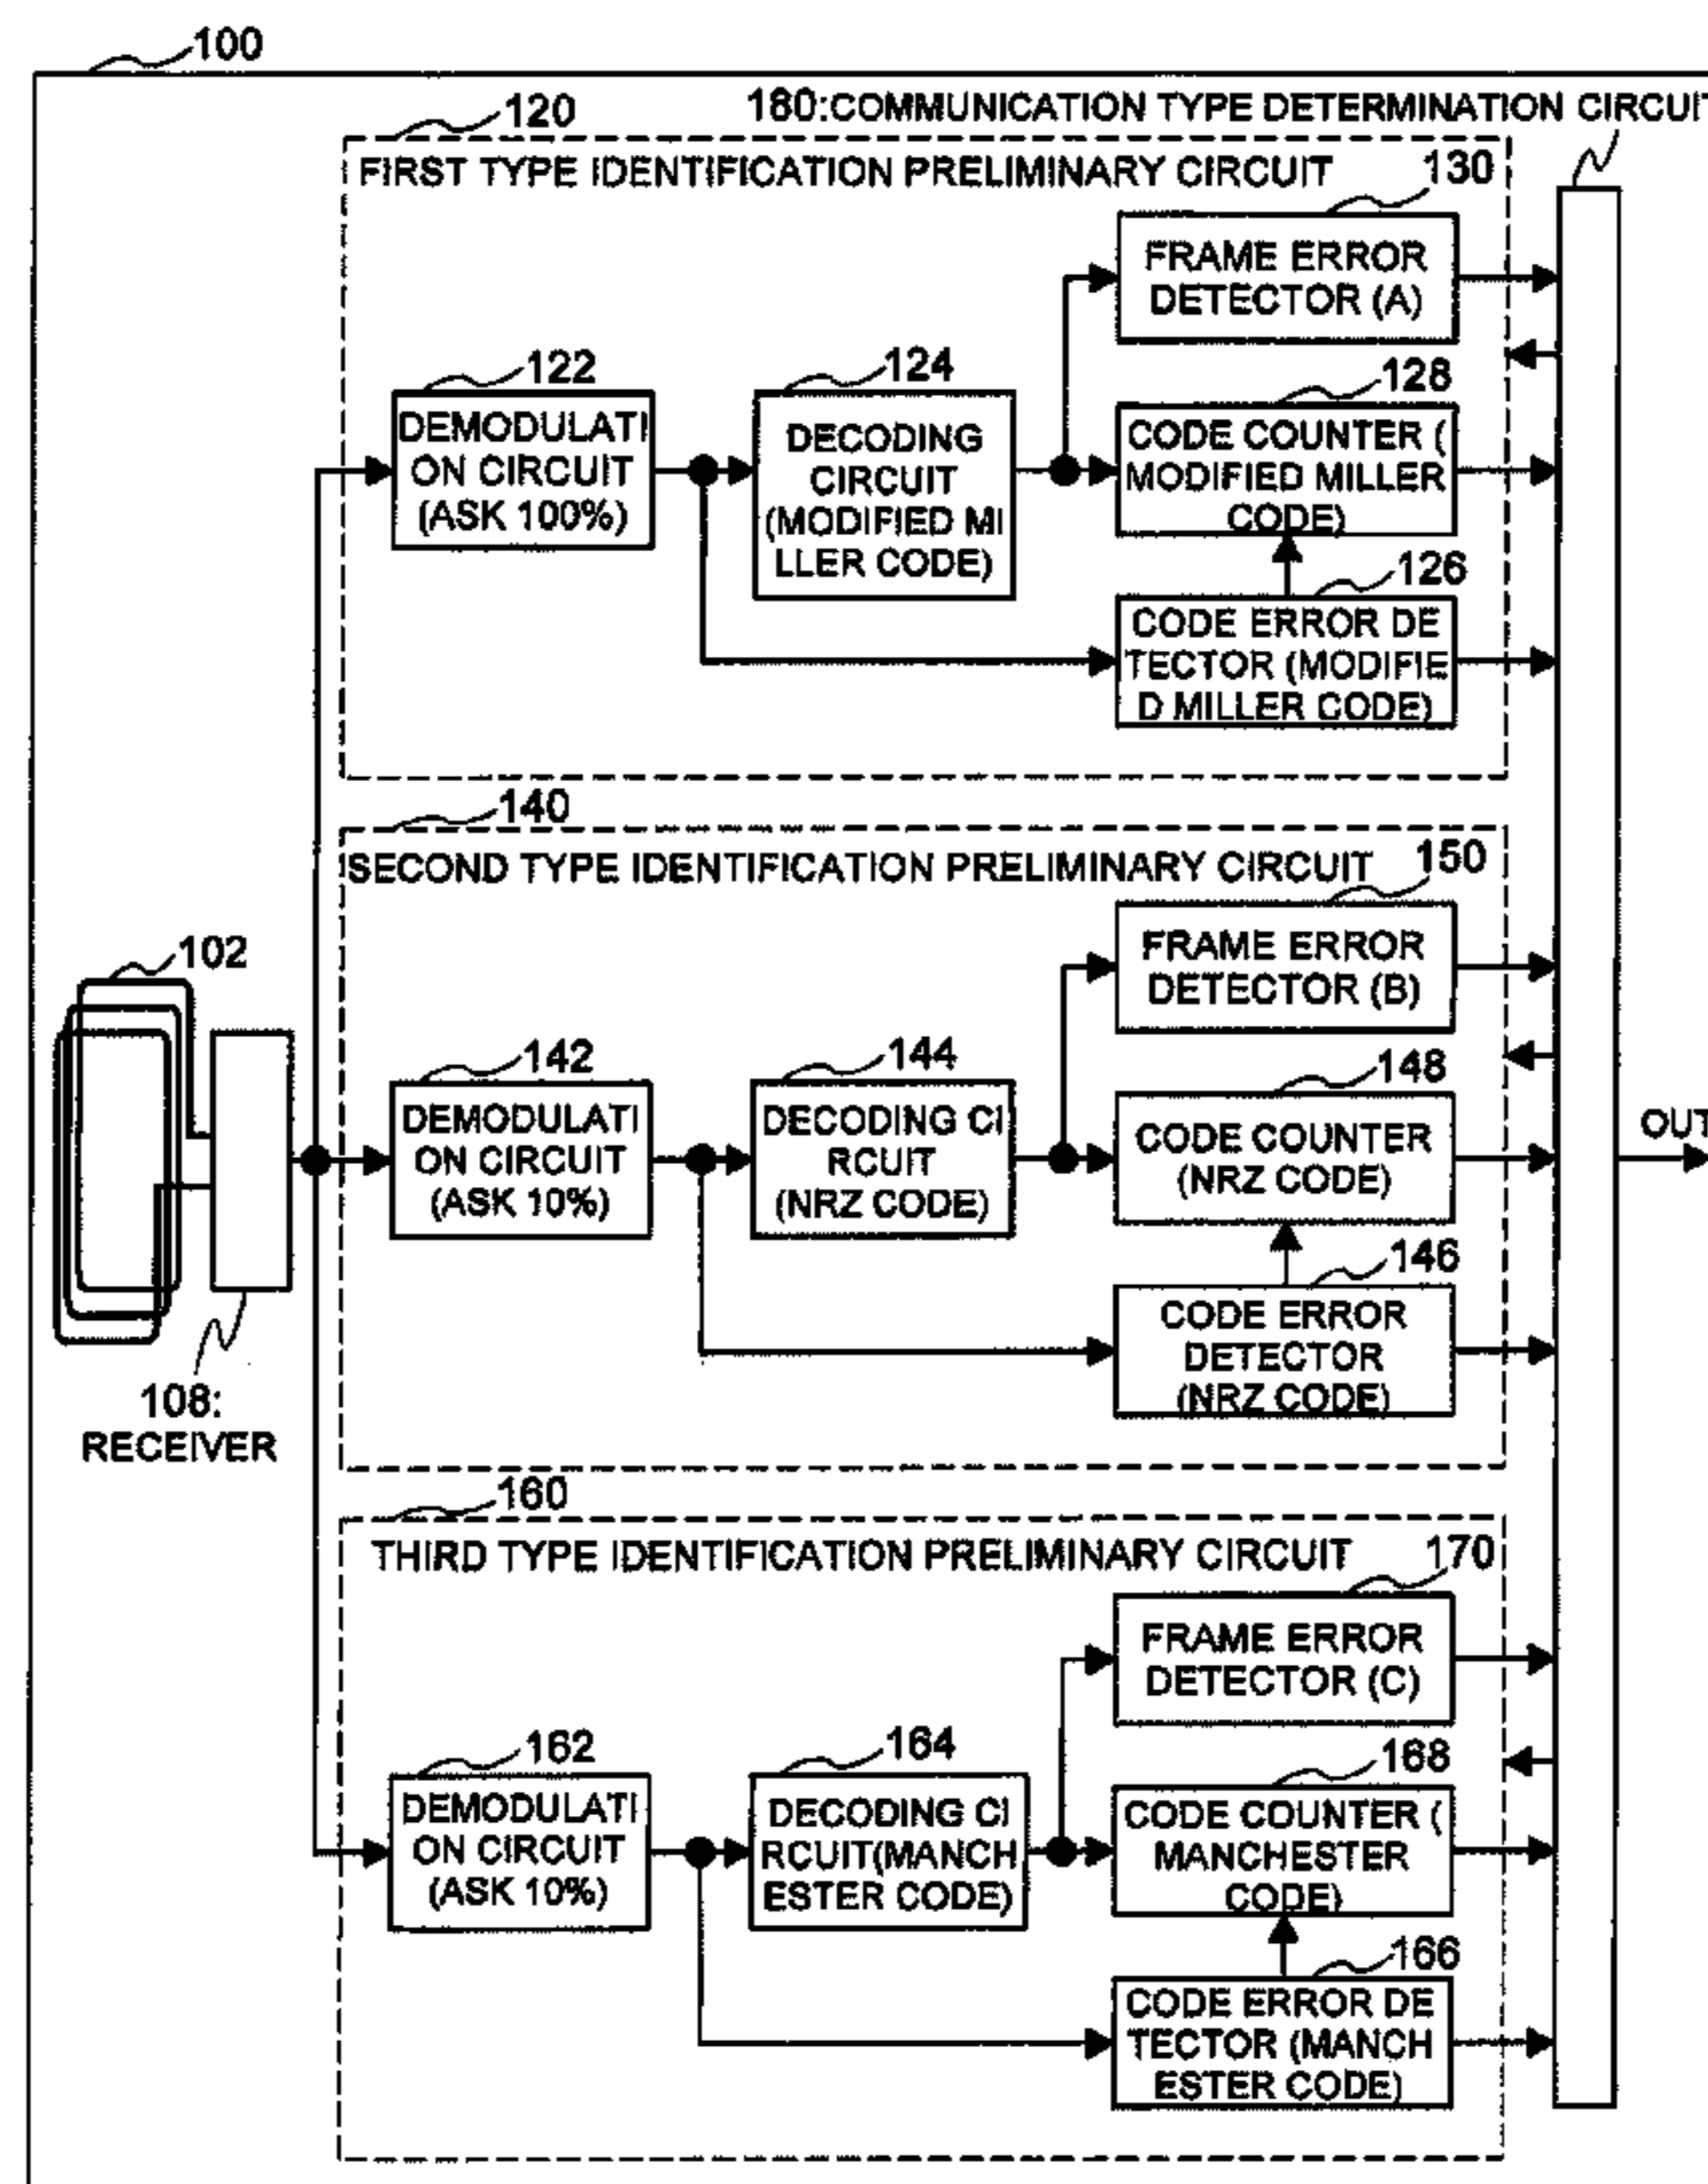 100
120
180:COMMUNICATION TYPE DETERMINATION CIRCUIT
FIRST TYPE IDENTIFICATION PRELIMINARY CIRCUIT
130
FRAME ERROR
DETECTOR (A)
122
DEMODULATI
ON CIRCUIT
(ASK 100%)
124
DECODING
CIRCUIT
(MODIFIED MI
LLER CODE)
128
CODE COUNTER (
MODIFIED MILLER
CODE)
126
CODE ERROR DE
TECTOR (MODIFIE
D MILLER CODE)
140
SECOND TYPE IDENTIFICATION PRELIMINARY CIRCUIT
150
FRAME ERROR
DETECTOR (B)
102
108:
RECEIVER
142
DEMODULATI
ON CIRCUIT
(ASK 10%)
144
DECODING CI
RCUIT
(NRZ CODE)
148
CODE COUNTER
(NRZ CODE)
OUT
146
CODE ERROR
DETECTOR
(NRZ CODE)
160
THIRD TYPE IDENTIFICATION PRELIMINARY CIRCUIT
170
FRAME ERROR
DETECTOR (C)
162
DEMODULATI
ON CIRCUIT
(ASK 10%)
164
DECODING CI
RCUIT(MANCH
ESTER CODE)
168
CODE COUNTER (
MANCHESTER
CODE)
166
CODE ERROR DE
TECTOR (MANCH
ESTER CODE)